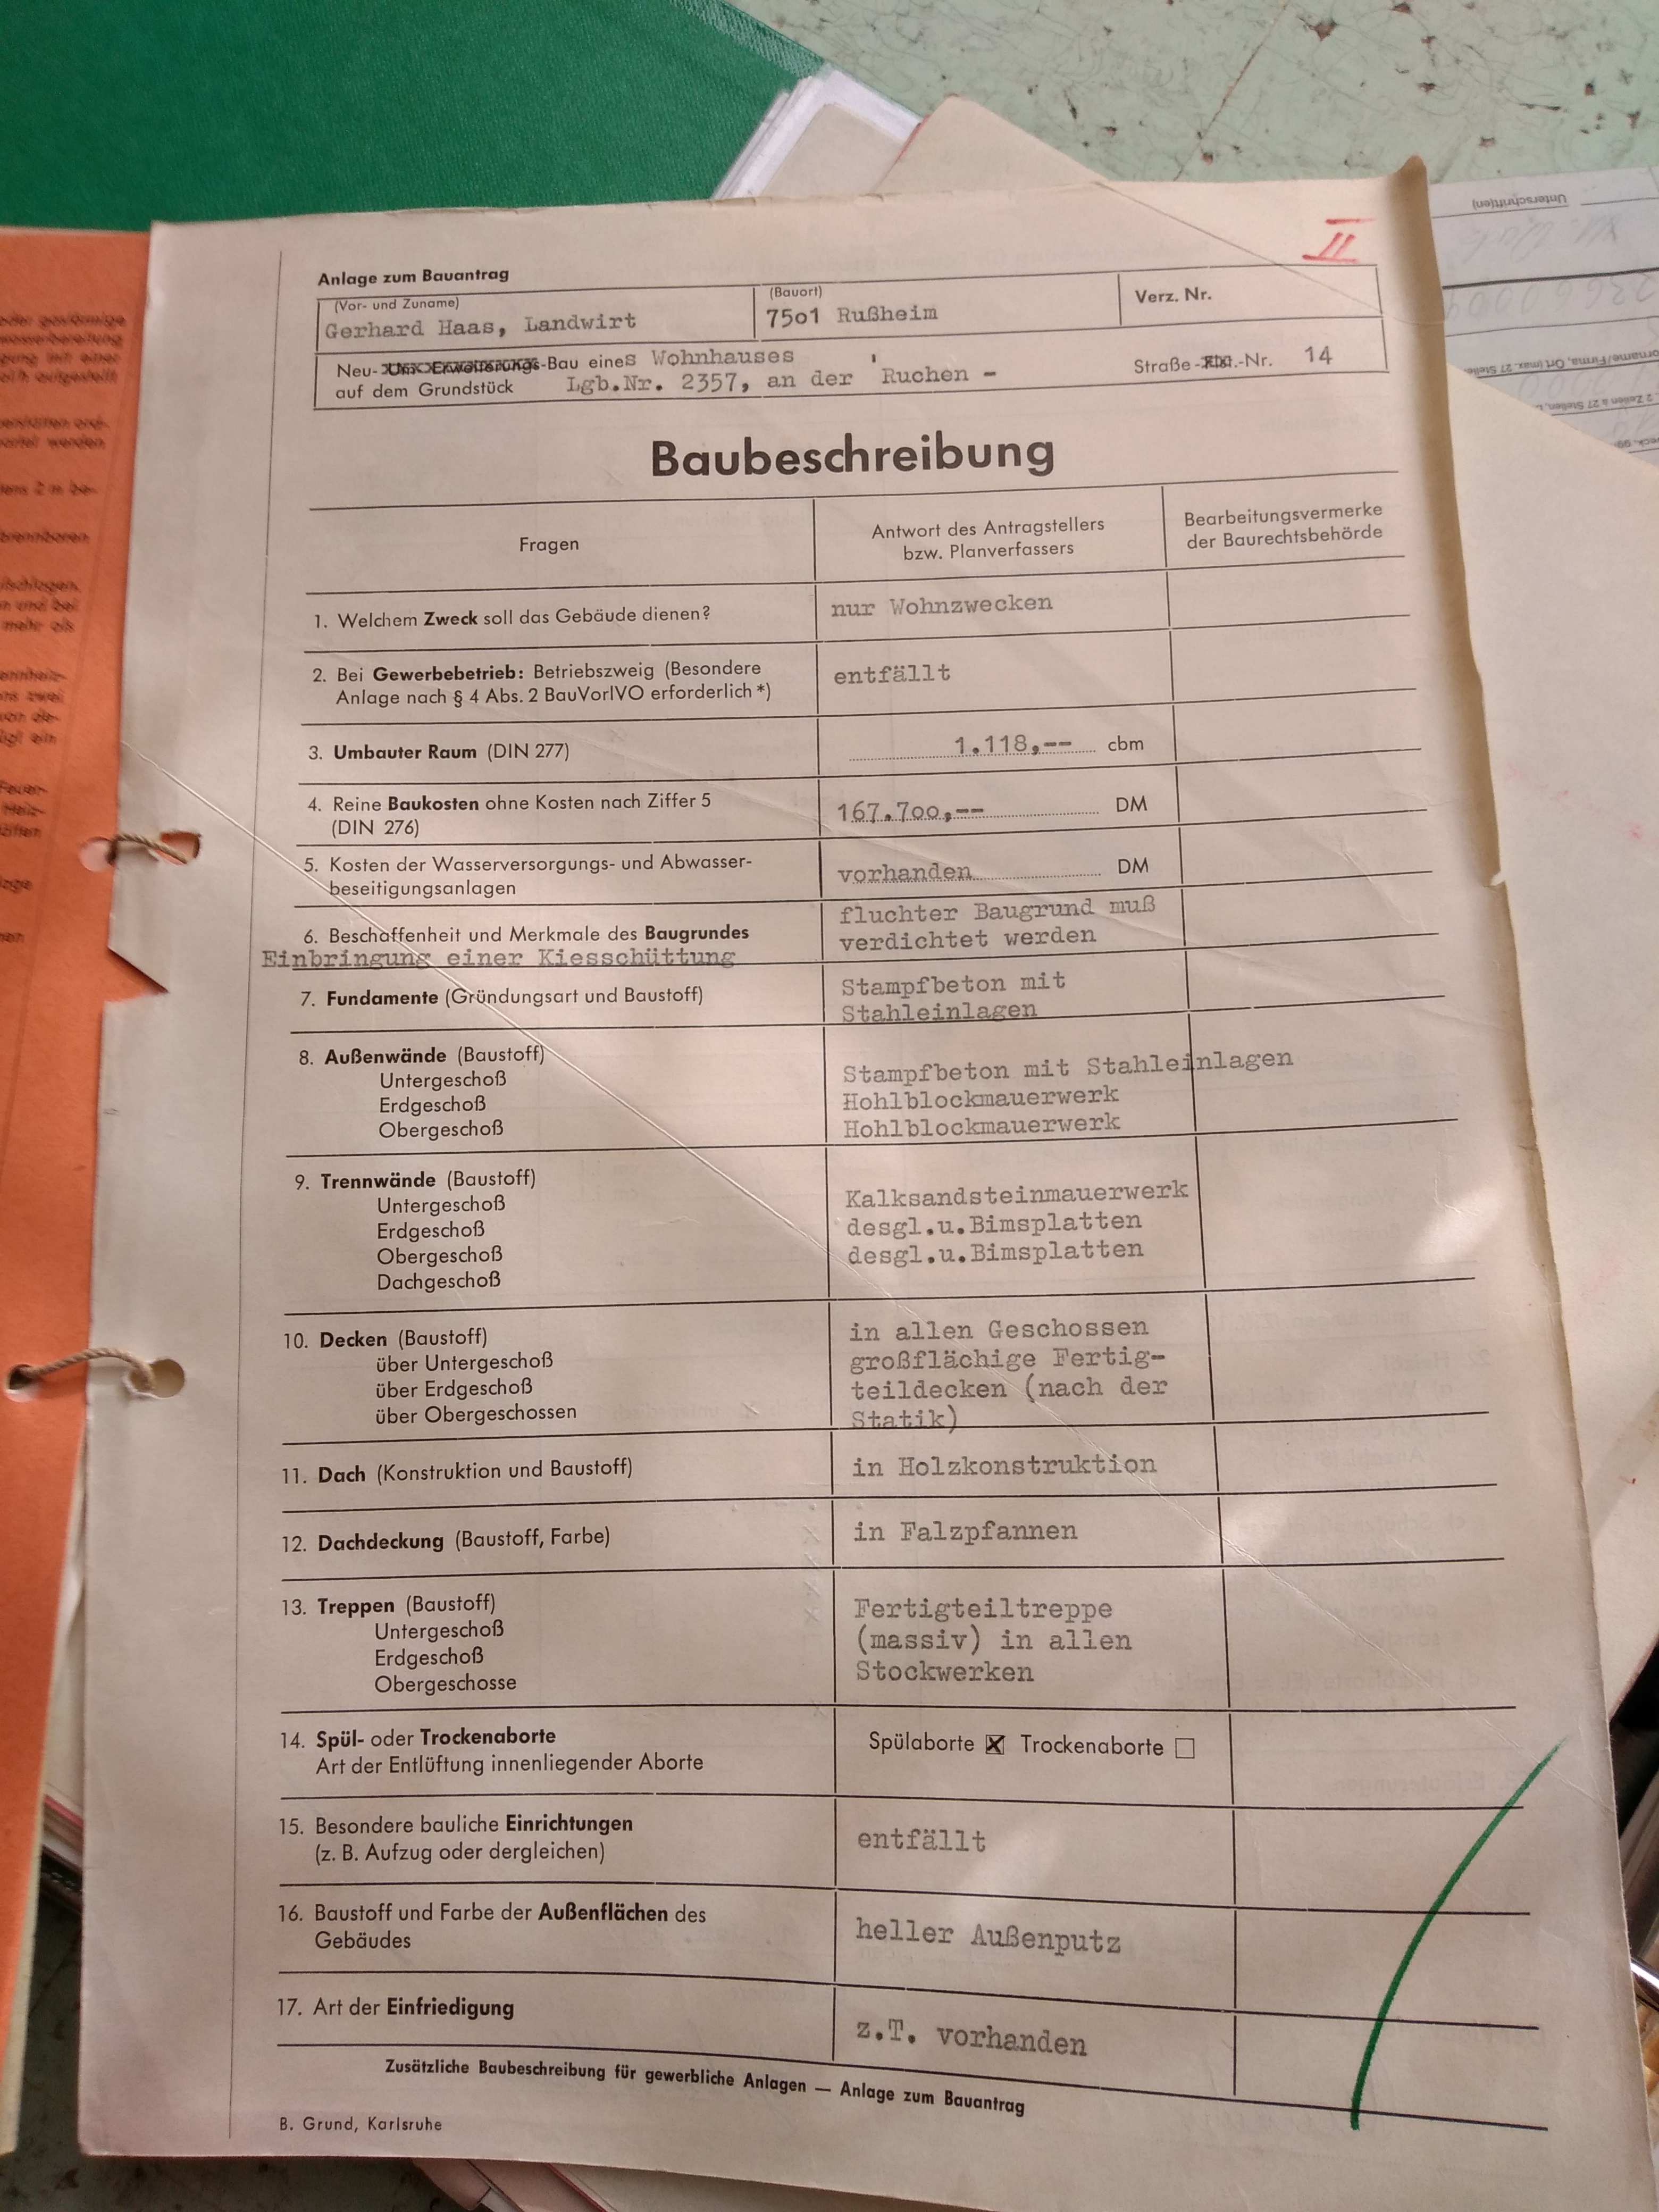 II
Anlage zum Bauantrag
(Vor- und Zuname)
Gerhard Haas, Landwirt
(Bauort)
75o1 Rußheim
Verz. Nr.
Neu- Um- Erweiterungs-Bau eines Wohnhauses
auf dem Grundstück Lgb.Nr. 2357, an der Ruchen -
Straße- -Nr. 14
Baubeschreibung
Fragen
Antwort des Antragstellers
bzw. Planverfassers
Bearbeitungsvermerke
der Baurechtsbehörde
1. Welchem Zweck soll das Gebäude dienen?
nur Wohnzwecken
2. Bei Gewerbebetrieb: Betriebszweig (Besondere
Anlage nach § 4 Abs. 2 BauVorlVO erforderlich *)
entfällt
3. Umbauter Raum (DIN 277)
1.118,-- cbm
4. Reine Baukosten ohne Kosten nach Ziffer 5
(DIN 276)
167.7oo,-- DM
5. Kosten der Wasserversorgungs- und Abwasser-
beseitigungsanlagen
vorhanden DM
6. Beschaffenheit und Merkmale des Baugrundes
Einbringung einer Kiesschüttung
fluchter Baugrund muß
verdichtet werden
7. Fundamente (Gründungsart und Baustoff)
Stampfbeton mit
Stahleinlagen
8. Außenwände (Baustoff)
Untergeschoß
Erdgeschoß
Obergeschoß
Stampfbeton mit Stahleinlagen
Hohlblockmauerwerk
Hohlblockmauerwerk
9. Trennwände (Baustoff)
Untergeschoß
Erdgeschoß
Obergeschoß
Dachgeschoß
Kalksandsteinmauerwerk
desgl.u.Bimsplatten
desgl.u.Bimsplatten
10. Decken (Baustoff)
über Untergeschoß
über Erdgeschoß
über Obergeschossen
in allen Geschossen
großflächige Fertig-
teildecken (nach der
Statik)
11. Dach (Konstruktion und Baustoff)
in Holzkonstruktion
12. Dachdeckung (Baustoff, Farbe)
in Falzpfannen
13. Treppen (Baustoff)
Untergeschoß
Erdgeschoß
Obergeschosse
Fertigteiltreppe
(massiv) in allen
Stockwerken
14. Spül- oder Trockenaborte
Art der Entlüftung innenliegender Aborte
Spülaborte ☒ Trockenaborte ☐
15. Besondere bauliche Einrichtungen
(z. B. Aufzug oder dergleichen)
entfällt
16. Baustoff und Farbe der Außenflächen des
Gebäudes
heller Außenputz
17. Art der Einfriedigung
z.T. vorhanden
Zusätzliche Baubeschreibung für gewerbliche Anlagen — Anlage zum Bauantrag
B. Grund, Karlsruhe
Unterschriften)